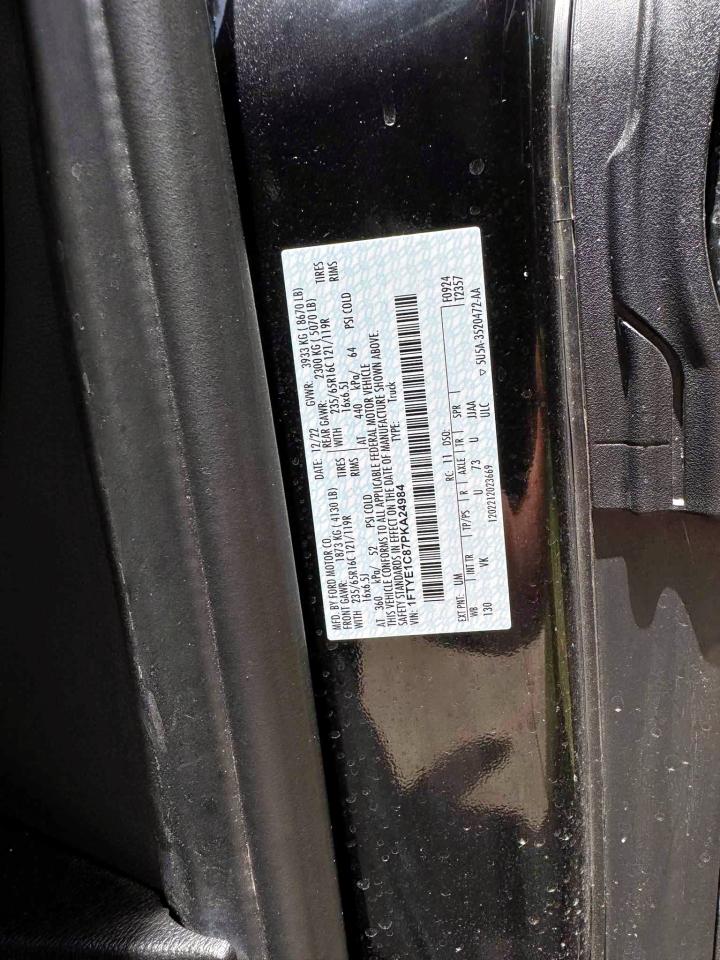 MFD. BY FORD MOTOR CO. DATE: 12/22 GVWR: 3933 KG ( 8670 LB)
FRONT GAWR: 1873 KG ( 4130 LB) REAR GAWR: 2300 KG ( 5070 LB)
WITH 235/65R16C 121/119R TIRES WITH 235/65R16C 121/119R TIRES
16x6.5J RIMS 16x6.5J RIMS
AT 360 kPa/ 52 PSI COLD AT 440 kPa/ 64 PSI COLD
THIS VEHICLE CONFORMS TO ALL APPLICABLE FEDERAL MOTOR VEHICLE
SAFETY STANDARDS IN EFFECT ON THE DATE OF MANUFACTURE SHOWN ABOVE.
VIN: 1FTYE1C87PKA24984 TYPE: Truck
F0924
T2357
EXT PNT: UM RC: 11 DSO:
WB INT TR TP/PS R AXLE TR SPR
130 VK U 73 U JJAA
1202212023669 ULC ▽ 5U5A-3520472-AA